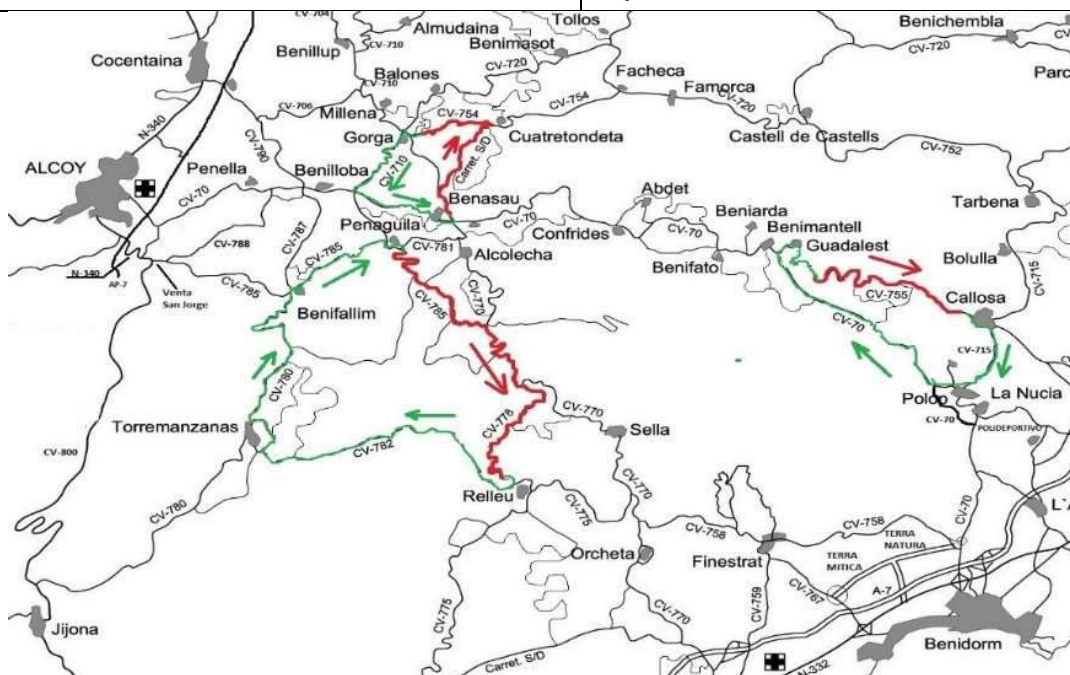 CV-704
Almudaina
Tollos
Benichembla
Benillup
CV-710
Benimasot
CV-720
Cocentaina
CV-720
Balones
CV-710
Facheca
Parc
CV-706
Millena
CV-754
CV-754
Famorca
CV-720
N-340
Gorga
Cuatretondeta
Castell de Castells
CV-790
CV-752
ALCOY
Penella
Benilloba
CV-710
Carret. S/D
CV-70
Abdet
Tarbena
Benasau
CV-70
Beniarda
Benimantell
Penaguila
Confrides
CV-70
Guadalest
CV-788
CV-787
CV-785
CV-781
Alcolecha
Benifato
Bolulla
CV-715
N-340
AP-7
Venta
San Jorge
CV-785
CV-770
CV-755
Callosa
Benifallim
CV-785
CV-70
CV-715
CV-780
Polop
La Nucia
CV-770
CV-70
POLIDEPORTIVO
Torremanzanas
CV-778
Sella
CV-800
CV-782
CV-770
Relleu
CV-780
CV-775
CV-70
L'A
CV-758
CV-758
TERRA
NATURA
Orcheta
Finestrat
TERRA
MITICA
A-7
CV-767
CV-775
CV-770
CV-759
Jijona
Benidorm
Carret. S/D
N-332